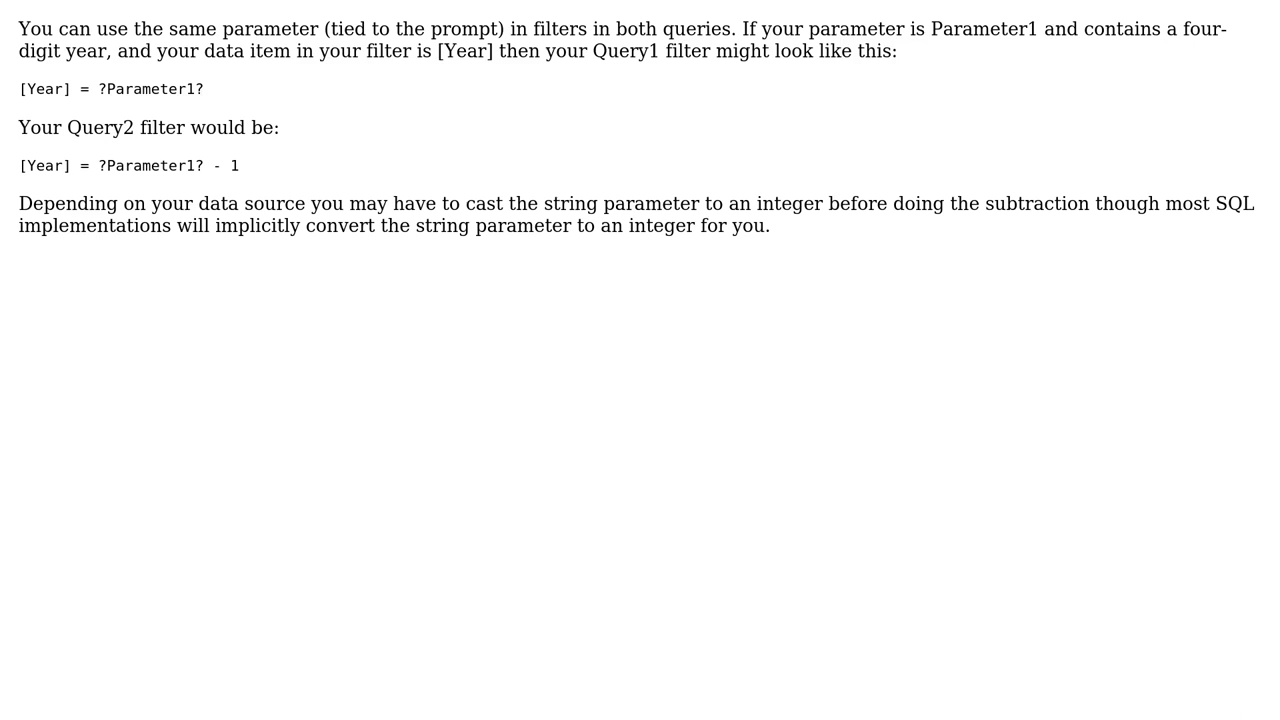 You can use the same parameter (tied to the prompt) in filters in both queries. If your parameter is Parameter1 and contains a four-
digit year, and your data item in your filter is [Year] then your Query1 filter might look like this:
[Year] = ?Parameter1?
Your Query2 filter would be:
[Year] = ?Parameter1? - 1
Depending on your data source you may have to cast the string parameter to an integer before doing the subtraction though most SQL
implementations will implicitly convert the string parameter to an integer for you.